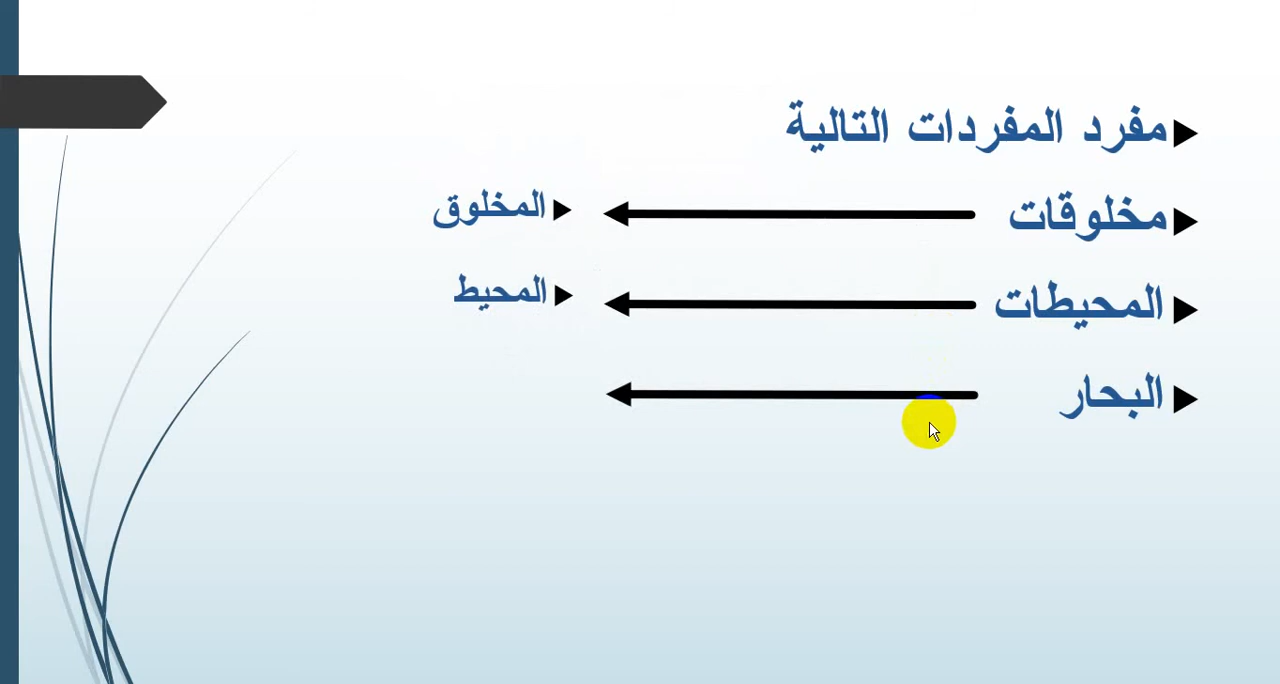 مفرد المفردات التالية
مخلوقات
المخلوق
المحيطات
المحيط
البحار